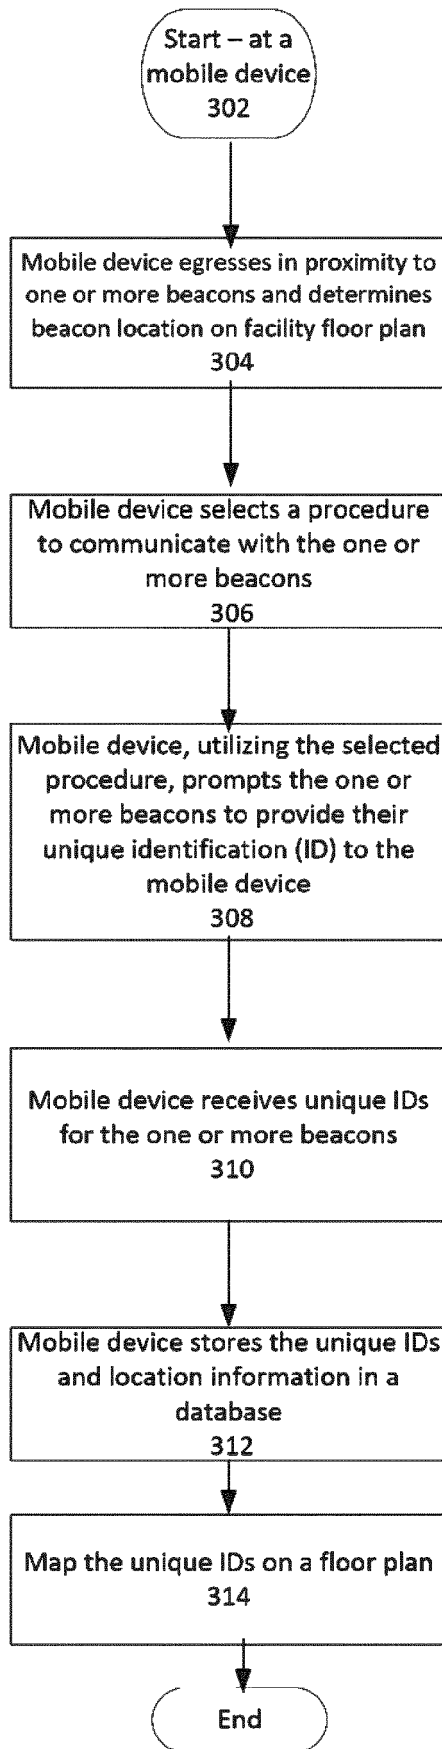 Start – at a
mobile device
302
Mobile device egresses in proximity to
one or more beacons and determines
beacon location on facility floor plan
304
Mobile device selects a procedure
to communicate with the one or
more beacons
306
Mobile device, utilizing the selected
procedure, prompts the one or
more beacons to provide their
unique identification (ID) to the
mobile device
308
Mobile device receives unique IDs
for the one or more beacons
310
Mobile device stores the unique IDs
and location information in a
database
312
Map the unique IDs on a floor plan
314
End